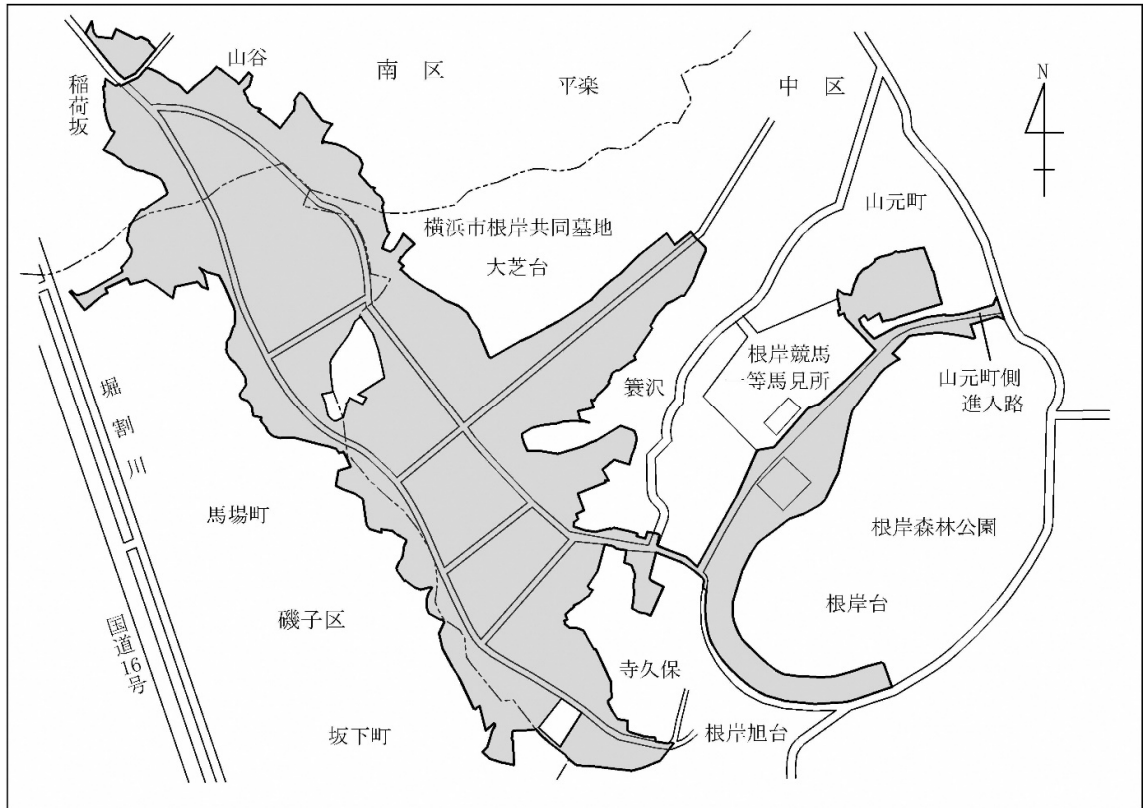 山谷
南区
平楽
中区
N
稲荷坂
山元町
横浜市根岸共同墓地
大芝台
根岸競馬
一等馬見所
簑沢
山元町側
進入路
堀割川
馬場町
根岸森林公園
根岸台
磯子区
国道16号
寺久保
坂下町
根岸旭台